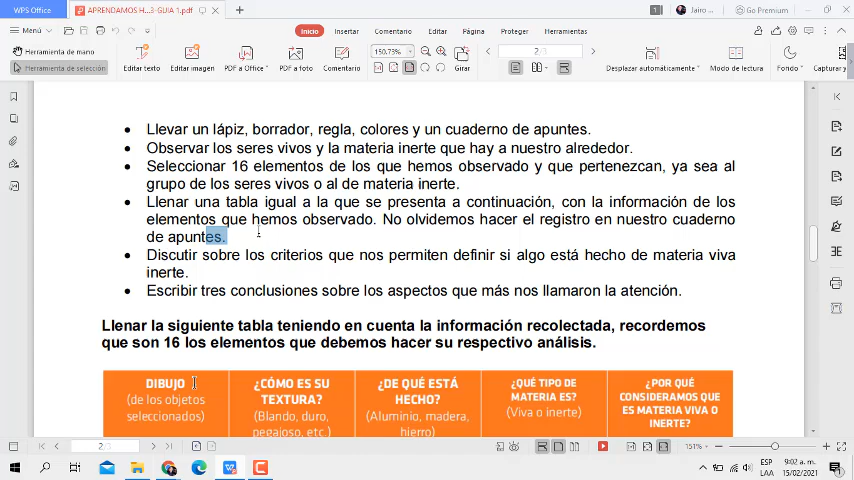 WPS Office
APRENDAMOS H...3-GUIA 1.pdf
1
Jairo ...
Go Premium
Menú
Inicio
Insertar
Comentario
Editar
Página
Proteger
Herramientas
Herramienta de mano
Herramienta de selección
Editar texto
Editar imagen
PDF a Office
PDF a foto
Comentario
150.73%
Girar
2/3
Desplazar automáticamente
Modo de lectura
Fondo
Capturar y
• Llevar un lápiz, borrador, regla, colores y un cuaderno de apuntes.
• Observar los seres vivos y la materia inerte que hay a nuestro alrededor.
• Seleccionar 16 elementos de los que hemos observado y que pertenezcan, ya sea al
grupo de los seres vivos o al de materia inerte.
• Llenar una tabla igual a la que se presenta a continuación, con la información de los
elementos que hemos observado. No olvidemos hacer el registro en nuestro cuaderno
de apuntes.
• Discutir sobre los criterios que nos permiten definir si algo está hecho de materia viva
inerte.
• Escribir tres conclusiones sobre los aspectos que más nos llamaron la atención.
Llenar la siguiente tabla teniendo en cuenta la información recolectada, recordemos
que son 16 los elementos que debemos hacer su respectivo análisis.
DIBUJO
(de los objetos
seleccionados)
¿CÓMO ES SU
TEXTURA?
(Blando, duro,
pegajoso, etc.)
¿DE QUÉ ESTÁ
HECHO?
(Aluminio, madera,
hierro)
¿QUÉ TIPO DE
MATERIA ES?
(Viva o inerte)
¿POR QUÉ
CONSIDERAMOS QUE
ES MATERIA VIVA O
INERTE?
2/3
151%
ESP
LAA
9:02 a. m.
15/02/2021